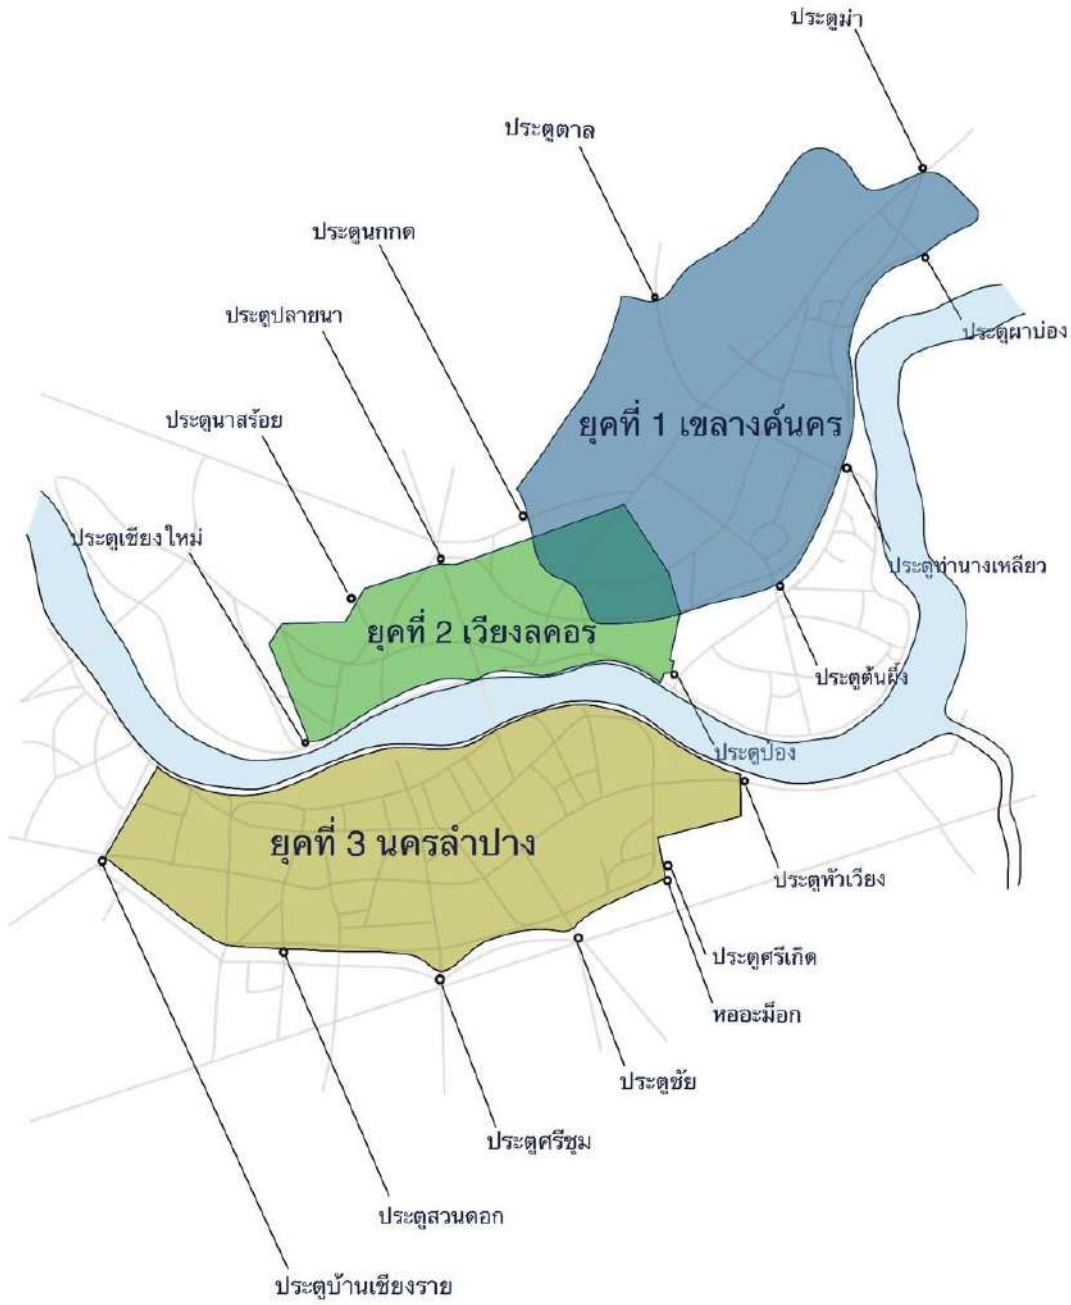 ประตูม่า
ประตูตาล
ประตูนกกต
ประตูปลายนา
ประตูผาบ่อง
ประตูนาสร้อย
ยุคที่ 1 เขลางค์นคร
ประตูเชียงใหม่
ประตูท่านางเหลียว
ยุคที่ 2 เวียงลคอร
ประตูต้นผึ้ง
ประตูป่อง
ยุคที่ 3 นครลำปาง
ประตูหัวเวียง
ประตูศรีเกิด
หออะม็อก
ประตูชัย
ประตูศรีชุม
ประตูสวนดอก
ประตูบ้านเชียงราย